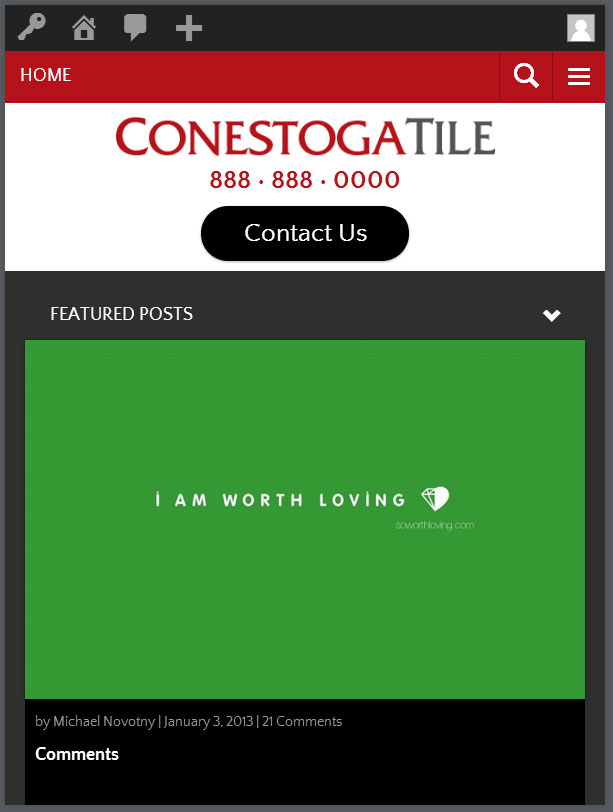 HOME
CONESTOGATILE
888 · 888 · 0000
Contact Us
FEATURED POSTS
i AM WORTH LOViNG
soworthloving.com
by Michael Novotny | January 3, 2013 | 21 Comments
Comments